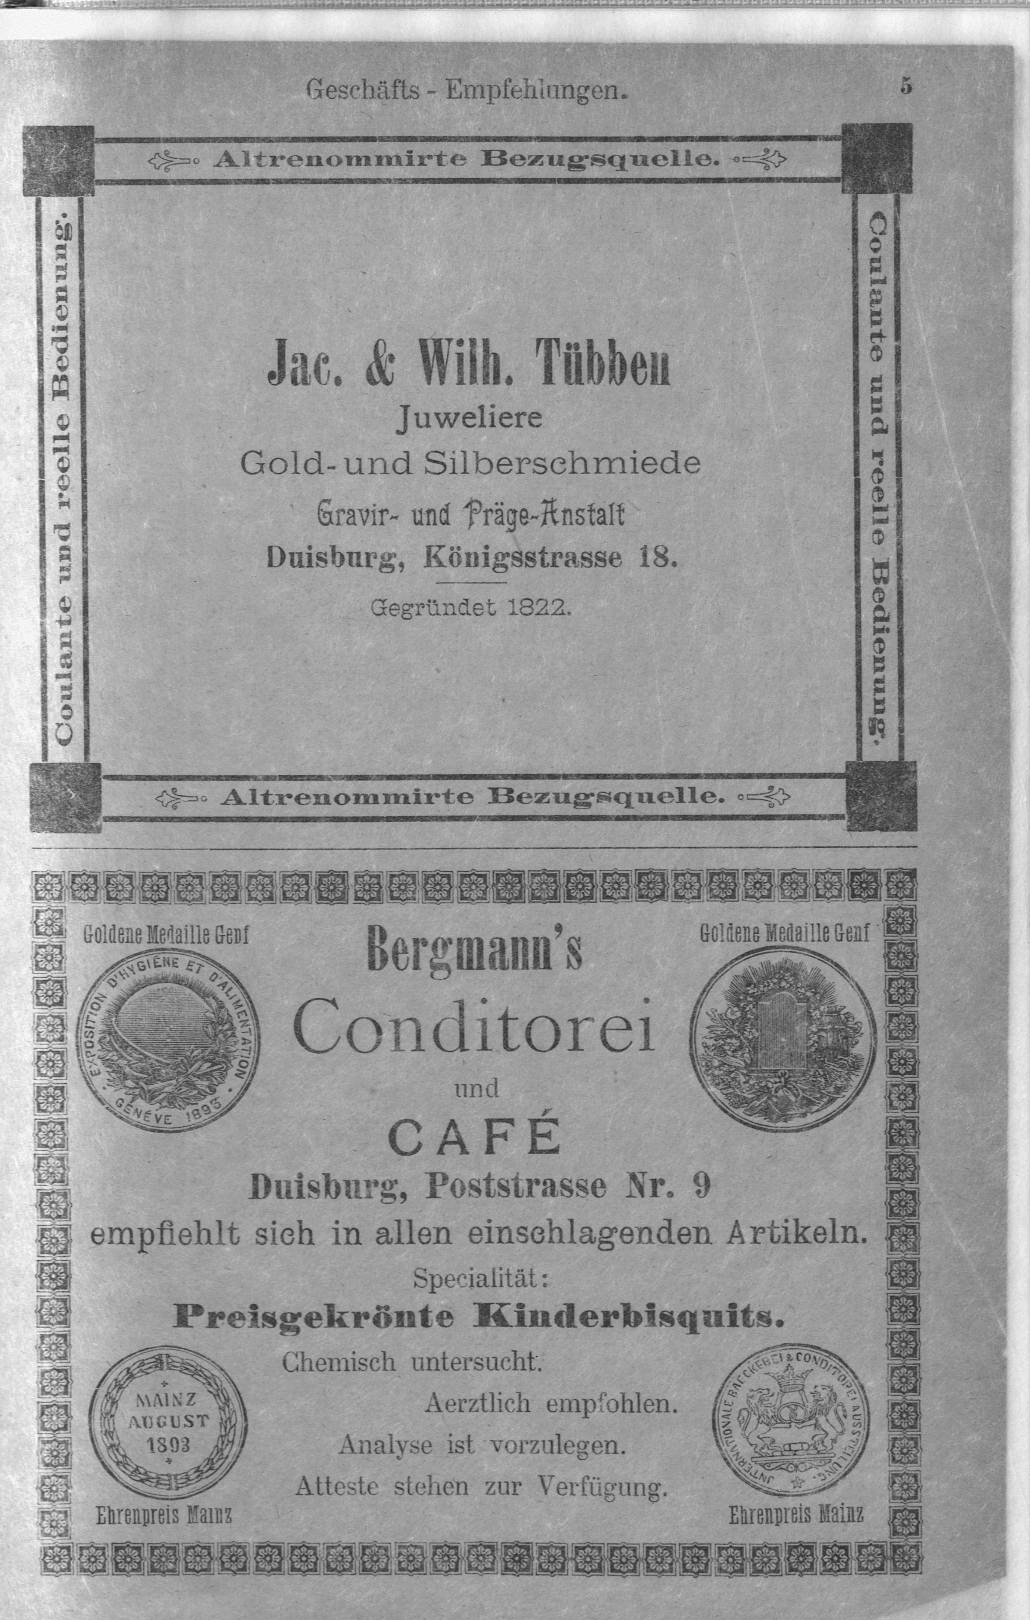 Geschäfts - Empfehlungen. 5
Altrenommirte Bezugsquelle.
Coulante und reelle Bedienung.
Coulante und reelle Bedienung.
Jac. & Wilh. Tübben
Juweliere
Gold- und Silberschmiede
Gravir- und Präge-Anstalt
Duisburg, Königsstrasse 18.
Gegründet 1822.
Altrenommirte Bezugsquelle.
Goldene Medaille Genf
EXPOSITION D'HYGIÈNE ET D'ALIMENTATION
GENÈVE 1893
Goldene Medaille Genf
Bergmann's
Conditorei
und
CAFÉ
Duisburg, Poststrasse Nr. 9
empfiehlt sich in allen einschlagenden Artikeln.
Specialität:
Preisgekrönte Kinderbisquits.
Chemisch untersucht.
Aerztlich empfohlen.
Analyse ist vorzulegen.
Atteste stehen zur Verfügung.
MAINZ
AUGUST
1893
Ehrenpreis Mainz
INTERNATIONALE BAECKEREI & CONDITOREI AUSSTELLUNG.
Ehrenpreis Mainz